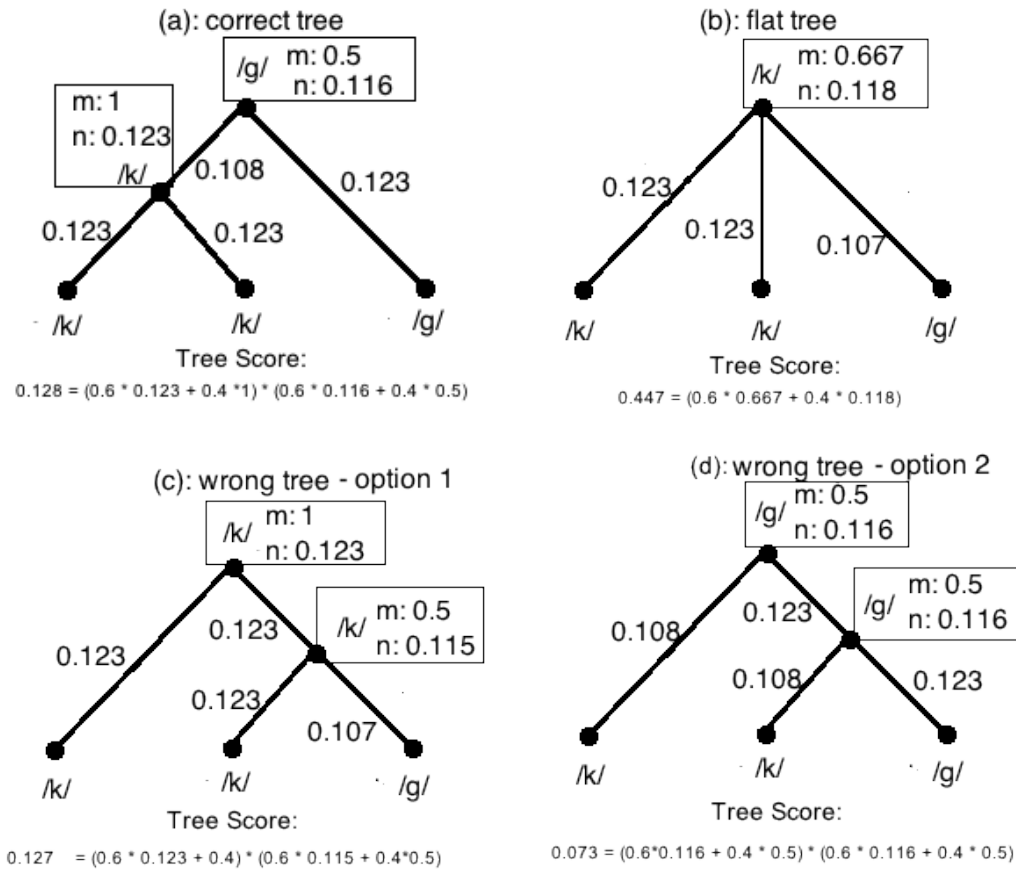 (a): correct tree
/g/ m: 0.5
n: 0.116
m: 1
n: 0.123
/k/
0.108
0.123
0.123
0.123
/k/
/k/
/g/
Tree Score:
0.128 = (0.6 * 0.123 + 0.4 *1) * (0.6 * 0.116 + 0.4 * 0.5)
(b): flat tree
/k/ m: 0.667
n: 0.118
0.123
0.123
0.107
/k/
/k/
/g/
Tree Score:
0.447 = (0.6 * 0.667 + 0.4 * 0.118)
(c): wrong tree - option 1
/k/ m: 1
n: 0.123
/k/ m: 0.5
n: 0.115
0.123
0.123
0.123
0.107
/k/
/k/
/g/
Tree Score:
0.127 = (0.6 * 0.123 + 0.4) * (0.6 * 0.115 + 0.4*0.5)
(d): wrong tree - option 2
/g/ m: 0.5
n: 0.116
/g/ m: 0.5
n: 0.116
0.108
0.123
0.108
0.123
/k/
/k/
/g/
Tree Score:
0.073 = (0.6*0.116 + 0.4 * 0.5) * (0.6 * 0.116 + 0.4 * 0.5)